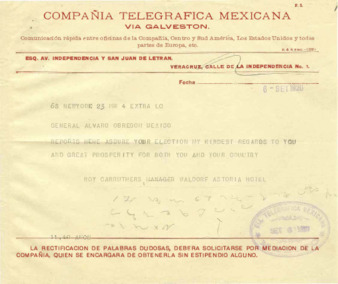 COMPAÑIA TELEGRAFICA MEXICANA
VIA GALVESTON.
Comunicación rápida entre oficinas de la Compañía, Centro y Sud América, Los Estados Unidos y todas
partes de Europa, etc.
ESQ. AV. INDEPENDENCIA Y SAN JUAN DE LETRAN.
VERACRUZ, CALLE DE LA INDEPENDENCIA No. 1.
Fecha
GENERAL ALVARO OBREGON MEXICO
REPORTS HERE ASSURE YOUR ELECTION MY KINDEST REGARDS TO YOU
AND GREAT PROSPERITY FOR BOTH YOU AND YOUR COUNTRY
ROY CARRUTHERS MANAGER WALDORF ASTORIA HOTEL
LA RECTIFICACION DE PALABRAS DUDOSAS, DEBERA SOLICITARSE POR MEDIACION DE LA
COMPAÑIA, QUIEN SE ENCARGARA DE OBTENERLA SIN ESTIPENDIO ALGUNO.